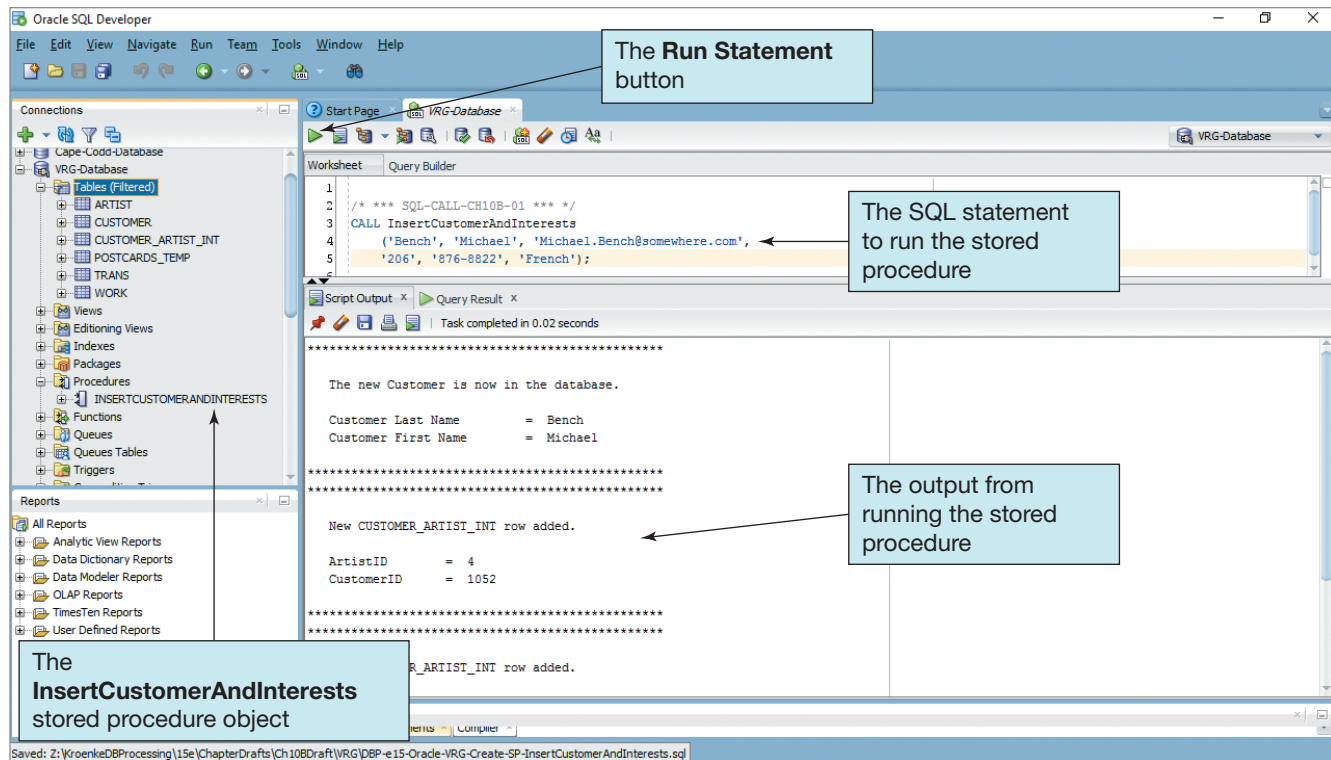 Oracle SQL Developer
File Edit View Navigate Run Team Tools Window Help
The Run Statement
button
Connections
Start Page
VRG-Database
VRG-Database
Cape-Codd-Database
VRG-Database
Tables (Filtered)
ARTIST
CUSTOMER
CUSTOMER_ARTIST_INT
POSTCARDS_TEMP
TRANS
WORK
Views
Editioning Views
Indexes
Packages
Procedures
INSERTCUSTOMERANDINTERESTS
Functions
Queues
Queues Tables
Triggers
Worksheet Query Builder
1
2 /* *** SQL-CALL-CH10B-01 *** */
3 CALL InsertCustomerAndInterests
4 ('Bench', 'Michael', 'Michael.Bench@somewhere.com',
5 '206', '876-8822', 'French');
6
The SQL statement
to run the stored
procedure
Script Output x Query Result x
Task completed in 0.02 seconds
*************************************************
The new Customer is now in the database.
Customer Last Name = Bench
Customer First Name = Michael
*************************************************
*************************************************
New CUSTOMER_ARTIST_INT row added.
ArtistID = 4
CustomerID = 1052
*************************************************
*************************************************
R_ARTIST_INT row added.
The output from
running the stored
procedure
Reports
All Reports
Analytic View Reports
Data Dictionary Reports
Data Modeler Reports
OLAP Reports
TimesTen Reports
User Defined Reports
The
InsertCustomerAndInterests
stored procedure object
Compiler
Saved: Z:\KroenkeDBProcessing\15e\ChapterDrafts\Ch10BDraft\VRG\DBP-e15-Oracle-VRG-Create-SP-InsertCustomerAndInterests.sql